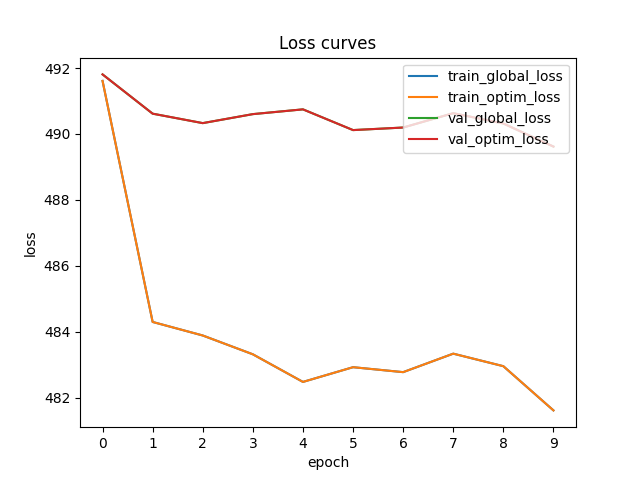 Loss curves
492
490
488
486
484
482
loss
train_global_loss
train_optim_loss
val_global_loss
val_optim_loss
0 1 2 3 4 5 6 7 8 9
epoch